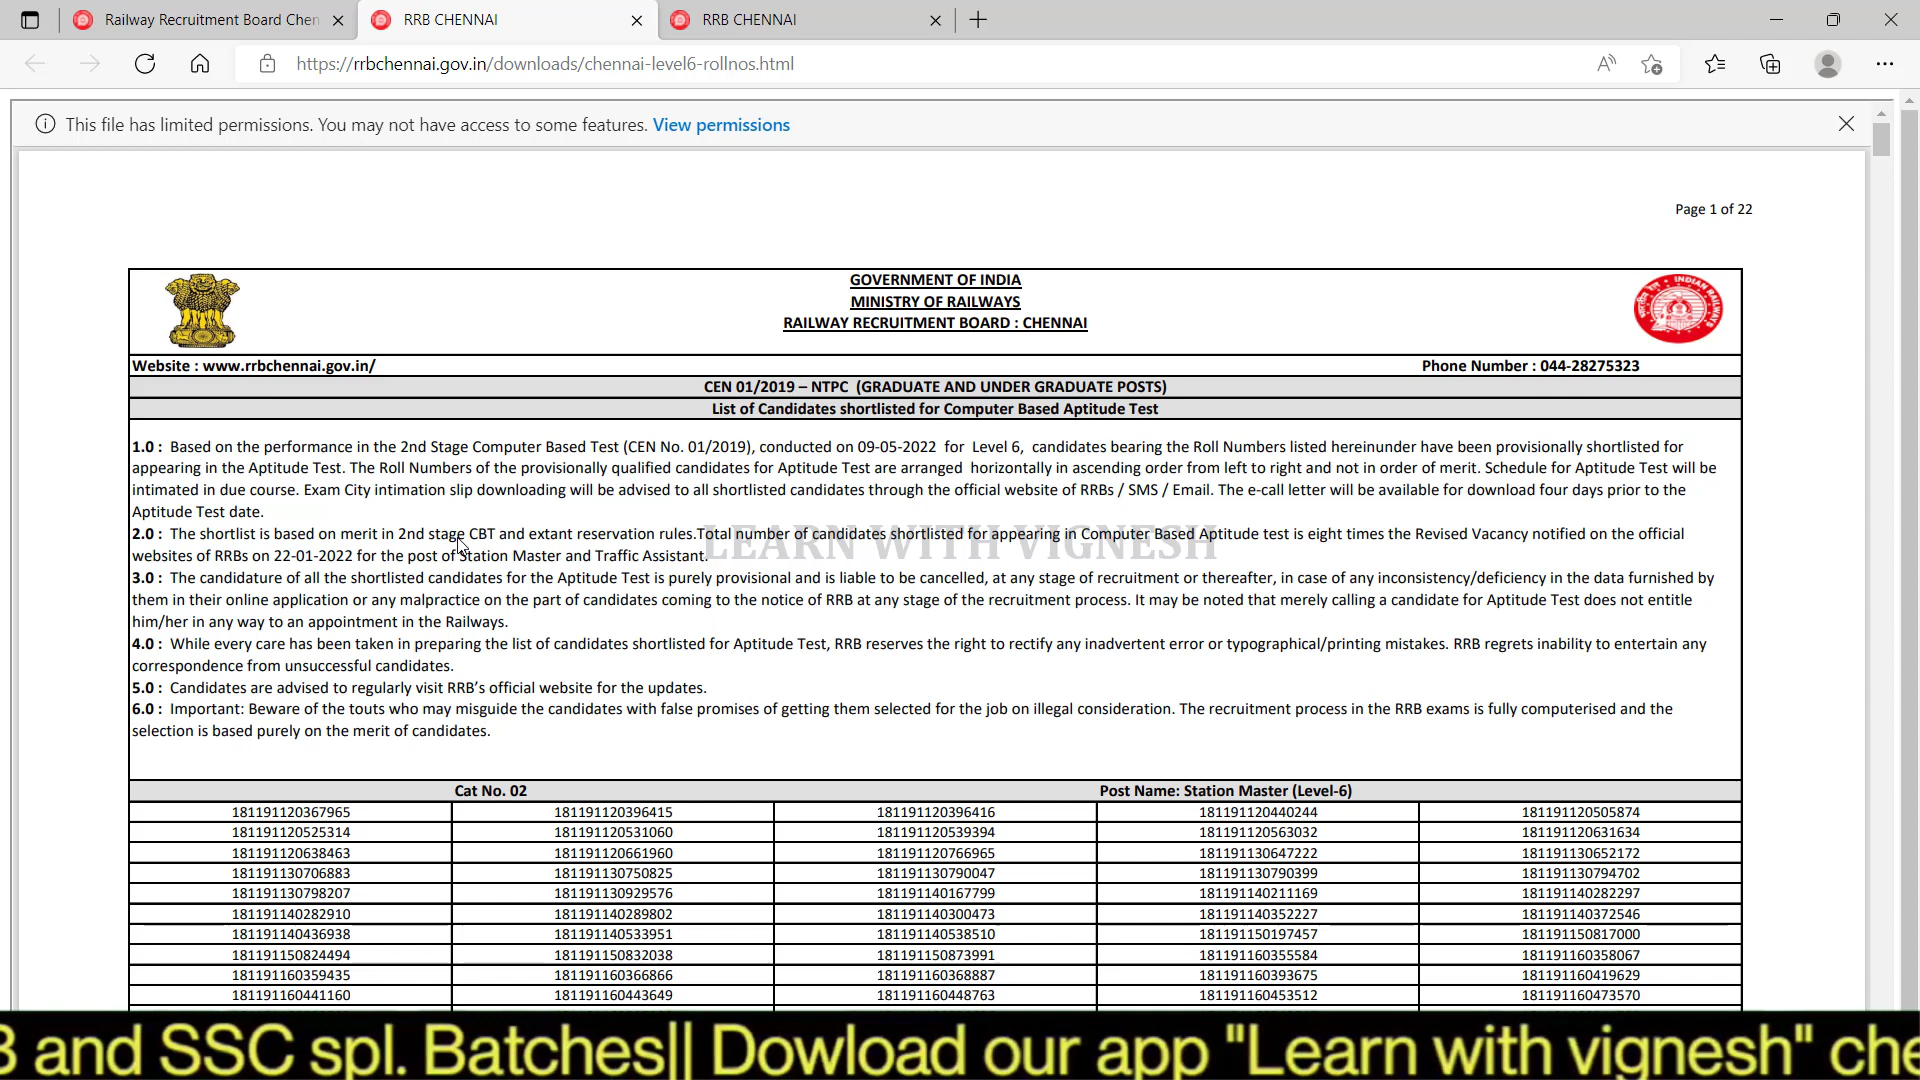 Railway Recruitment Board Chen
RRB CHENNAI
RRB CHENNAI
https://rrbchennai.gov.in/downloads/chennai-level6-rollnos.html
This file has limited permissions. You may not have access to some features. View permissions
Page 1 of 22
GOVERNMENT OF INDIA
MINISTRY OF RAILWAYS
RAILWAY RECRUITMENT BOARD : CHENNAI
INDIAN RAILWAYS
Website : www.rrbchennai.gov.in/ Phone Number : 044-28275323
CEN 01/2019 – NTPC (GRADUATE AND UNDER GRADUATE POSTS)
List of Candidates shortlisted for Computer Based Aptitude Test
1.0 : Based on the performance in the 2nd Stage Computer Based Test (CEN No. 01/2019), conducted on 09-05-2022 for Level 6, candidates bearing the Roll Numbers listed hereinunder have been provisionally shortlisted for
appearing in the Aptitude Test. The Roll Numbers of the provisionally qualified candidates for Aptitude Test are arranged horizontally in ascending order from left to right and not in order of merit. Schedule for Aptitude Test will be
intimated in due course. Exam City intimation slip downloading will be advised to all shortlisted candidates through the official website of RRBs / SMS / Email. The e-call letter will be available for download four days prior to the
Aptitude Test date.
2.0 : The shortlist is based on merit in 2nd stage CBT and extant reservation rules.Total number of candidates shortlisted for appearing in Computer Based Aptitude test is eight times the Revised Vacancy notified on the official
websites of RRBs on 22-01-2022 for the post of Station Master and Traffic Assistant.
LEARN WITH VIGNESH
3.0 : The candidature of all the shortlisted candidates for the Aptitude Test is purely provisional and is liable to be cancelled, at any stage of recruitment or thereafter, in case of any inconsistency/deficiency in the data furnished by
them in their online application or any malpractice on the part of candidates coming to the notice of RRB at any stage of the recruitment process. It may be noted that merely calling a candidate for Aptitude Test does not entitle
him/her in any way to an appointment in the Railways.
4.0 : While every care has been taken in preparing the list of candidates shortlisted for Aptitude Test, RRB reserves the right to rectify any inadvertent error or typographical/printing mistakes. RRB regrets inability to entertain any
correspondence from unsuccessful candidates.
5.0 : Candidates are advised to regularly visit RRB's official website for the updates.
6.0 : Important: Beware of the touts who may misguide the candidates with false promises of getting them selected for the job on illegal consideration. The recruitment process in the RRB exams is fully computerised and the
selection is based purely on the merit of candidates.
Cat No. 02 Post Name: Station Master (Level-6)
181191120367965 181191120396415 181191120396416 181191120440244 181191120505874
181191120525314 181191120531060 181191120539394 181191120563032 181191120631634
181191120638463 181191120661960 181191120766965 181191130647222 181191130652172
181191130706883 181191130750825 181191130790047 181191130790399 181191130794702
181191130798207 181191130929576 181191140167799 181191140211169 181191140282297
181191140282910 181191140289802 181191140300473 181191140352227 181191140372546
181191140436938 181191140533951 181191140538510 181191150197457 181191150817000
181191150824494 181191150832038 181191150873991 181191160355584 181191160358067
181191160359435 181191160366866 181191160368887 181191160393675 181191160419629
181191160441160 181191160443649 181191160448763 181191160453512 181191160473570
B and SSC spl. Batches|| Dowload our app "Learn with vignesh" che